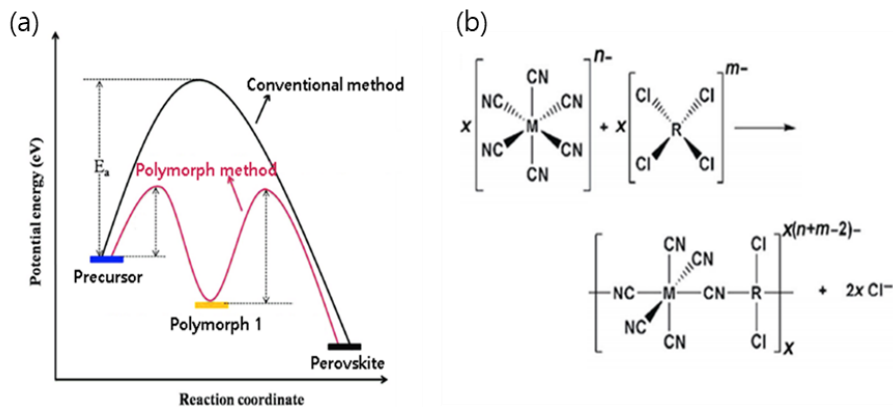 (a)
Potential energy (eV)
Conventional method
Polymorph method
Ea
Precursor
Polymorph 1
Perovskite
Reaction coordinate
(b)
x [ NC NC CN M CN CN CN ] n- + x [ Cl Cl R Cl Cl ] m-
[ NC M CN CN NC CN CN R Cl Cl ] x x(n+m-2)- + 2x Cl–